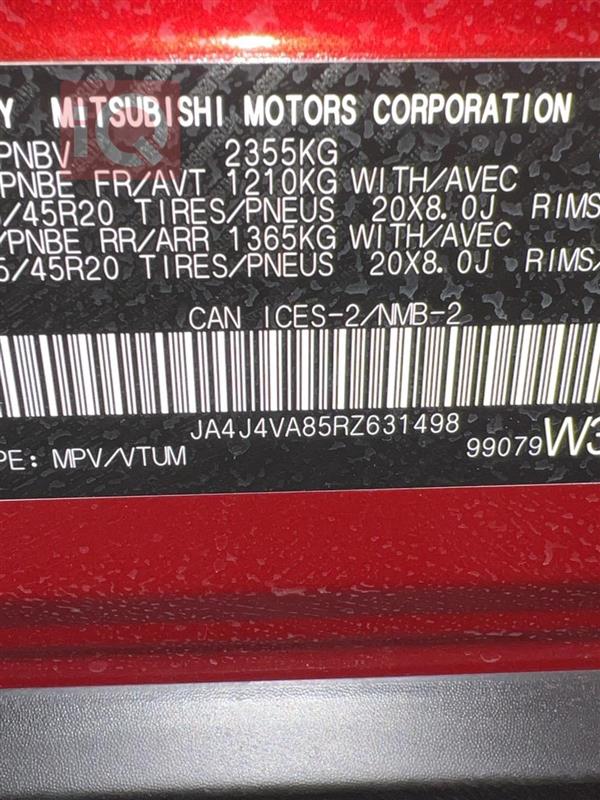 Y MITSUBISHI MOTORS CORPORATION
PNBV 2355KG
PNBE FR/AVT 1210KG WITH/AVEC
/45R20 TIRES/PNEUS 20X8.0J RIMS
/PNBE RR/ARR 1365KG WITH/AVEC
5/45R20 TIRES/PNEUS 20X8.0J RIMS/
CAN ICES-2/NMB-2
JA4J4VA85RZ631498
PE: MPV/VTUM
99079 W3
IQ